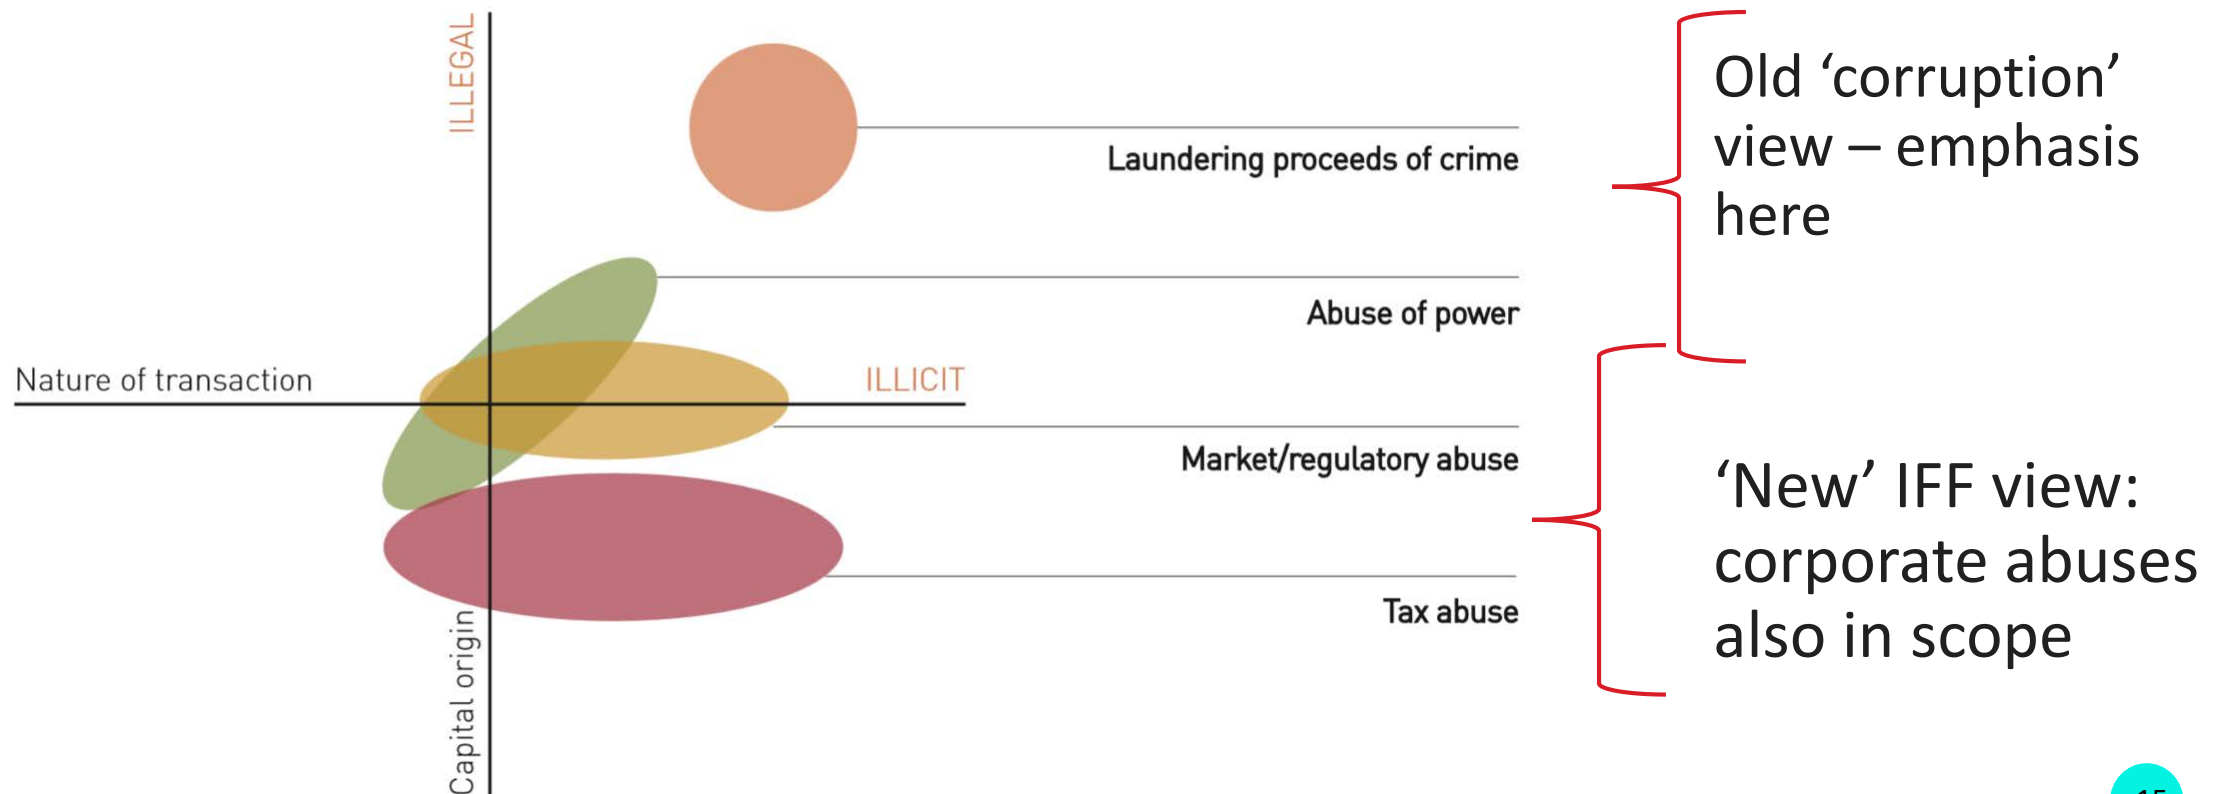 ILLEGAL
Old ‘corruption’
view – emphasis
here
Laundering proceeds of crime
Abuse of power
Nature of transaction
ILLICIT
Market/regulatory abuse
‘New’ IFF view:
corporate abuses
also in scope
Tax abuse
Capital origin
15